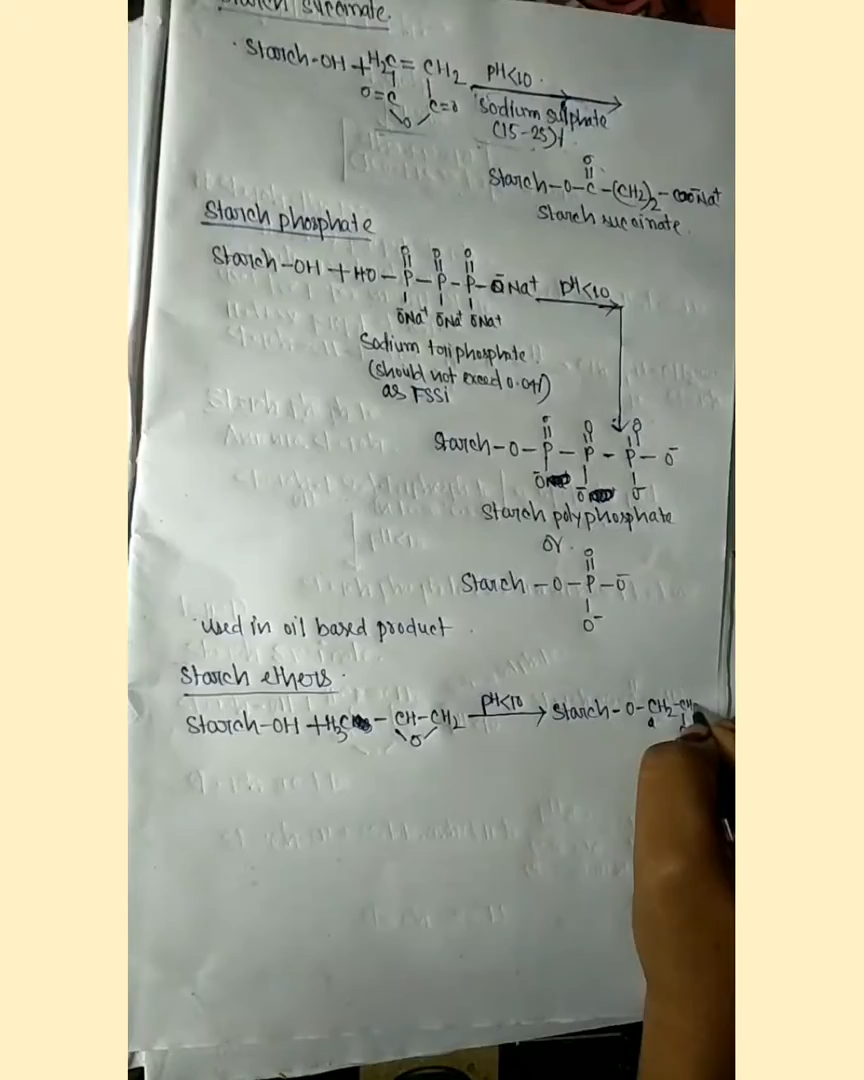 Starch succinate.
Starch-OH + H₂C = CH₂ pH<10
O=C C=O Sodium sulphate
O (15-25)%
O
Starch-O-C-(CH₂)₂-COO⁻Na⁺
Starch succinate.
Starch phosphate
O O O
Starch-OH + HO-P-P-P-O⁻Na⁺ pH<10
O⁻Na⁺ O⁻Na⁺ O⁻Na⁺
Sodium triphosphate
(should not exceed 0.04%)
as FSSI
O O O
Starch-O-P-P-P-O⁻
O⁻ O⁻ O⁻
Starch polyphosphate
or.
O
Starch-O-P-O⁻
O⁻
used in oil based product
Starch ethers.
Starch-OH + H₃C - CH-CH₂ pH<10 Starch-O-CH₂-CH
O